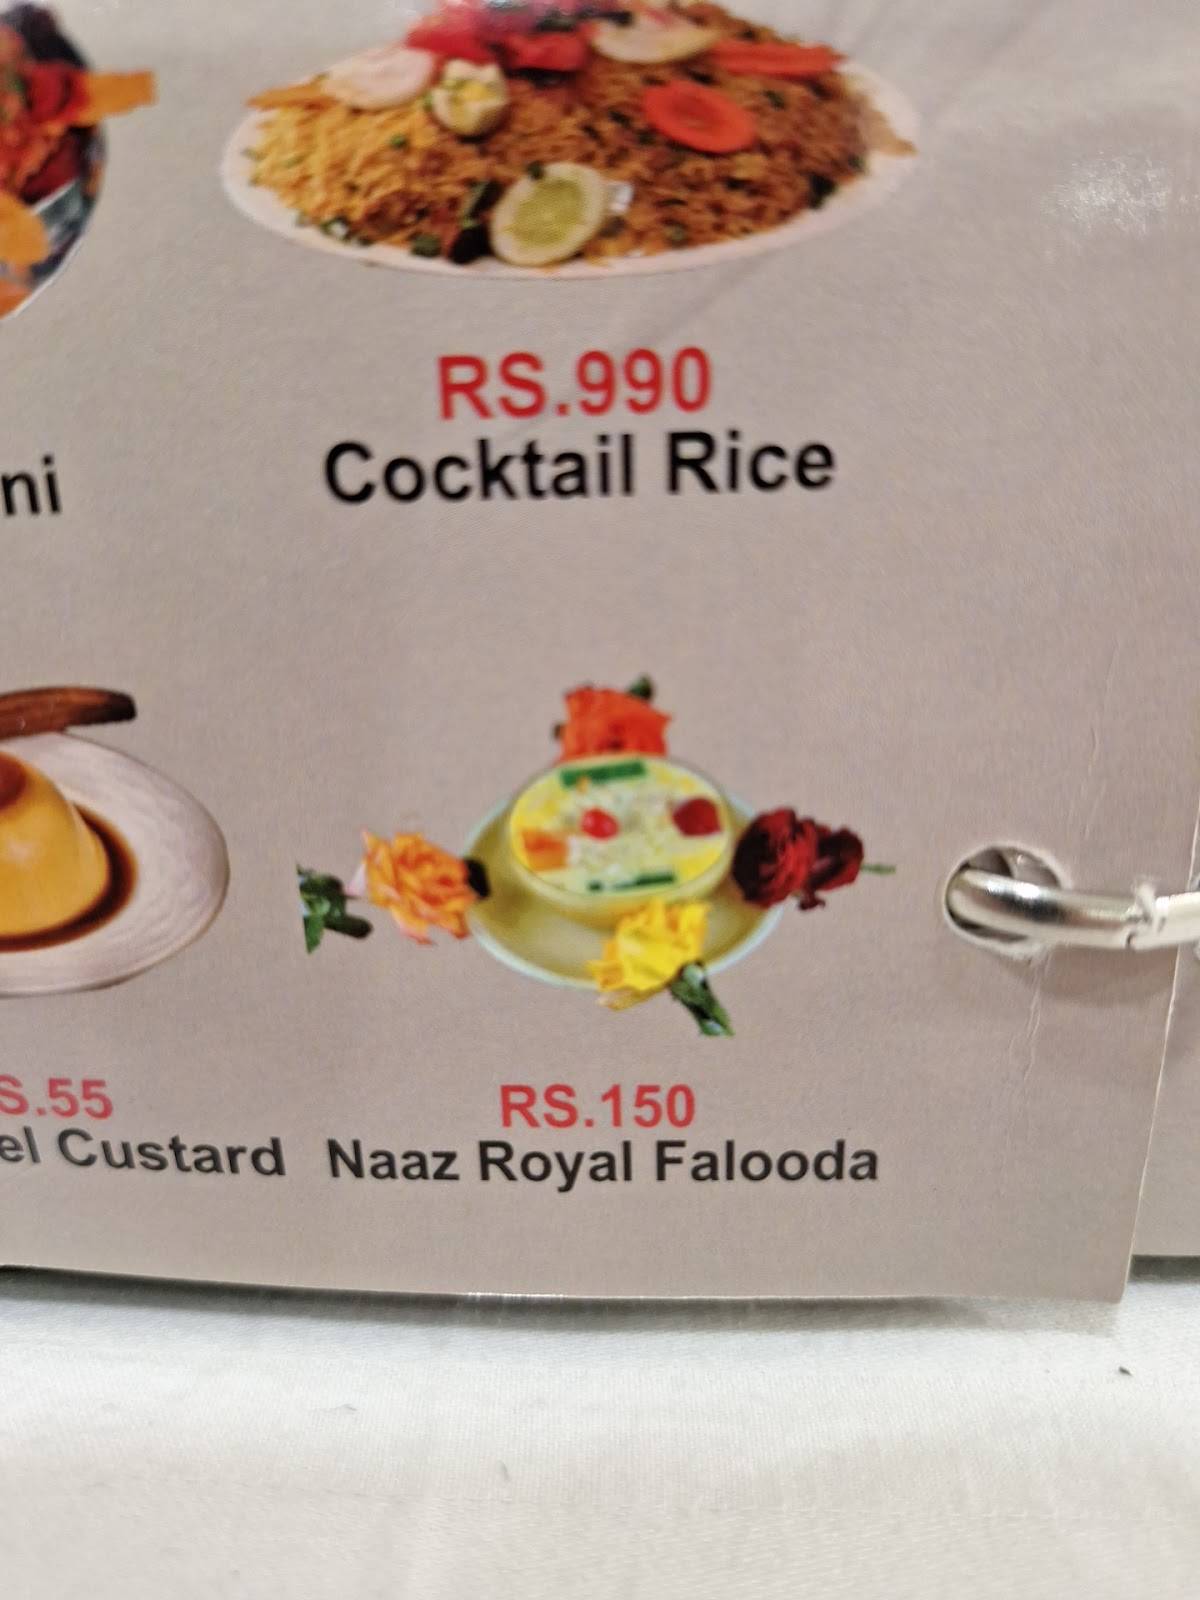 RS.990
Cocktail Rice
ni
S.55
el Custard
RS.150
Naaz Royal Falooda